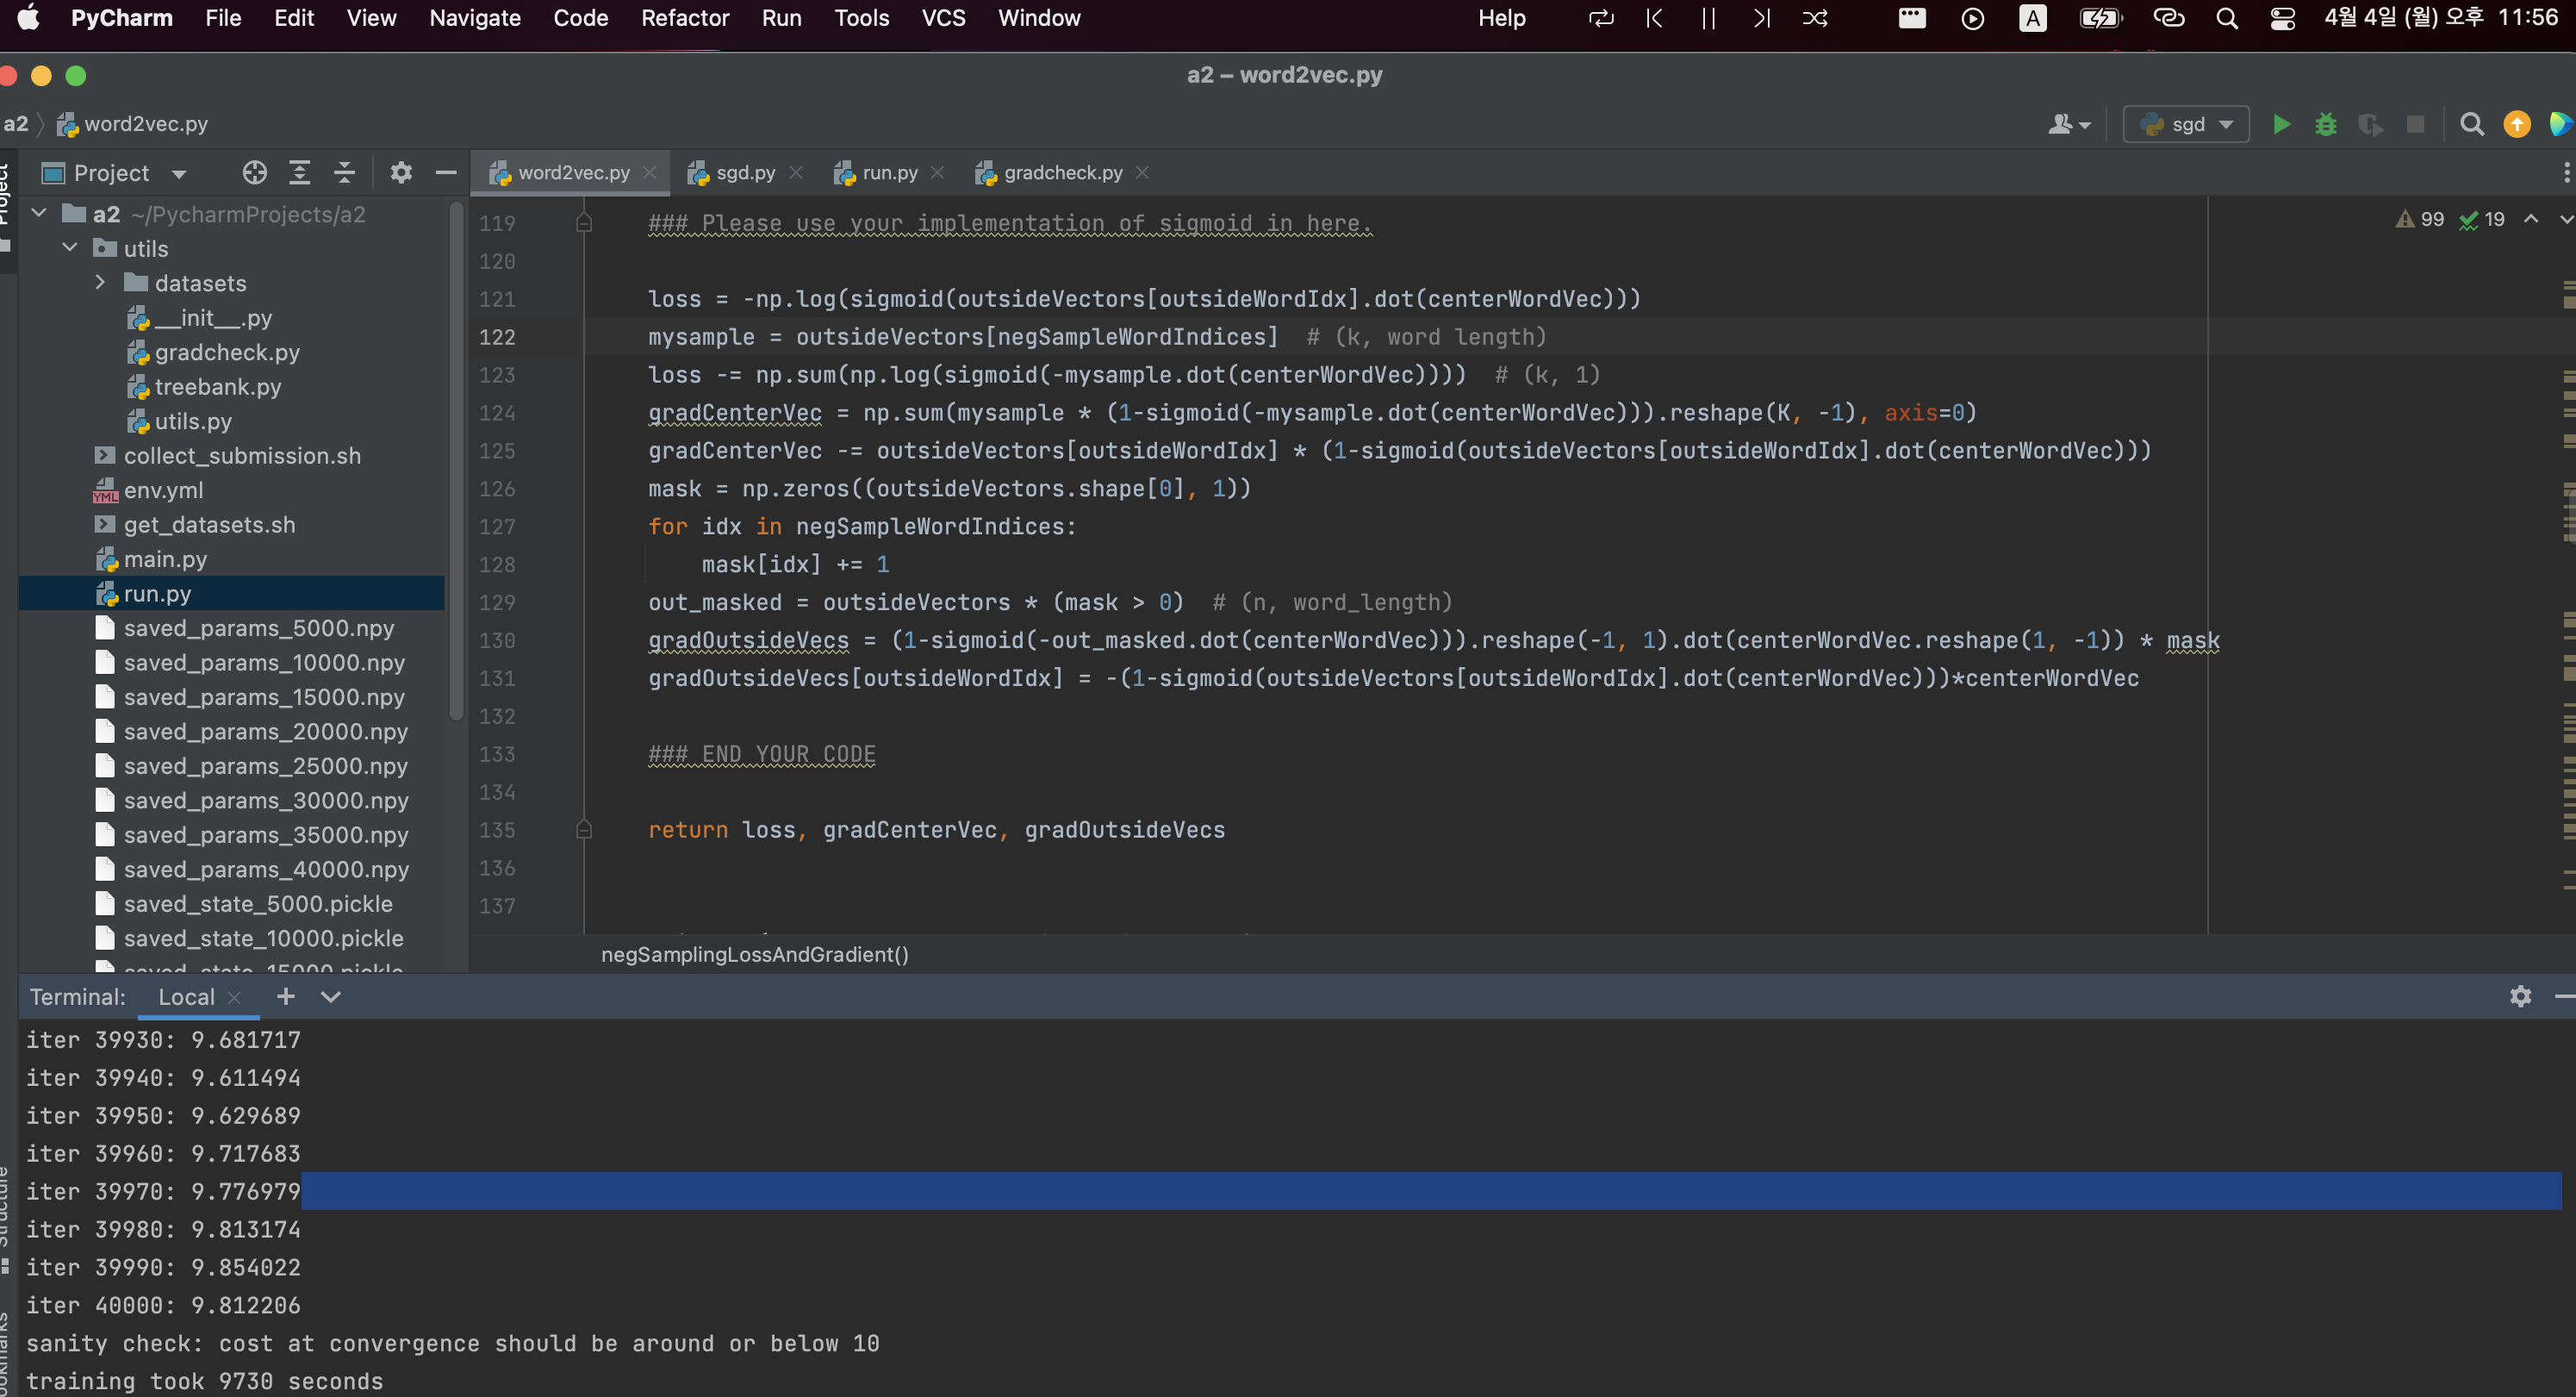 PyCharm File Edit View Navigate Code Refactor Run Tools VCS Window Help A 4월 4일 (월) 오후 11:56
a2 – word2vec.py
a2 word2vec.py sgd
Project word2vec.py sgd.py run.py gradcheck.py
Project
a2 ~/PycharmProjects/a2
utils
datasets
__init__.py
gradcheck.py
treebank.py
utils.py
collect_submission.sh
YML env.yml
get_datasets.sh
main.py
run.py
saved_params_5000.npy
saved_params_10000.npy
saved_params_15000.npy
saved_params_20000.npy
saved_params_25000.npy
saved_params_30000.npy
saved_params_35000.npy
saved_params_40000.npy
saved_state_5000.pickle
saved_state_10000.pickle
saved_state_15000.pickle
99 19
119 ### Please use your implementation of sigmoid in here.
120
121 loss = -np.log(sigmoid(outsideVectors[outsideWordIdx].dot(centerWordVec)))
122 mysample = outsideVectors[negSampleWordIndices]  # (k, word length)
123 loss -= np.sum(np.log(sigmoid(-mysample.dot(centerWordVec))))  # (k, 1)
124 gradCenterVec = np.sum(mysample * (1-sigmoid(-mysample.dot(centerWordVec))).reshape(K, -1), axis=0)
125 gradCenterVec -= outsideVectors[outsideWordIdx] * (1-sigmoid(outsideVectors[outsideWordIdx].dot(centerWordVec)))
126 mask = np.zeros((outsideVectors.shape[0], 1))
127 for idx in negSampleWordIndices:
128 mask[idx] += 1
129 out_masked = outsideVectors * (mask > 0)  # (n, word_length)
130 gradOutsideVecs = (1-sigmoid(-out_masked.dot(centerWordVec))).reshape(-1, 1).dot(centerWordVec.reshape(1, -1)) * mask
131 gradOutsideVecs[outsideWordIdx] = -(1-sigmoid(outsideVectors[outsideWordIdx].dot(centerWordVec)))*centerWordVec
132
133 ### END YOUR CODE
134
135 return loss, gradCenterVec, gradOutsideVecs
136
137
negSamplingLossAndGradient()
Terminal: Local
iter 39930: 9.681717
iter 39940: 9.611494
iter 39950: 9.629689
iter 39960: 9.717683
iter 39970: 9.776979
iter 39980: 9.813174
iter 39990: 9.854022
iter 40000: 9.812206
sanity check: cost at convergence should be around or below 10
training took 9730 seconds
Structure